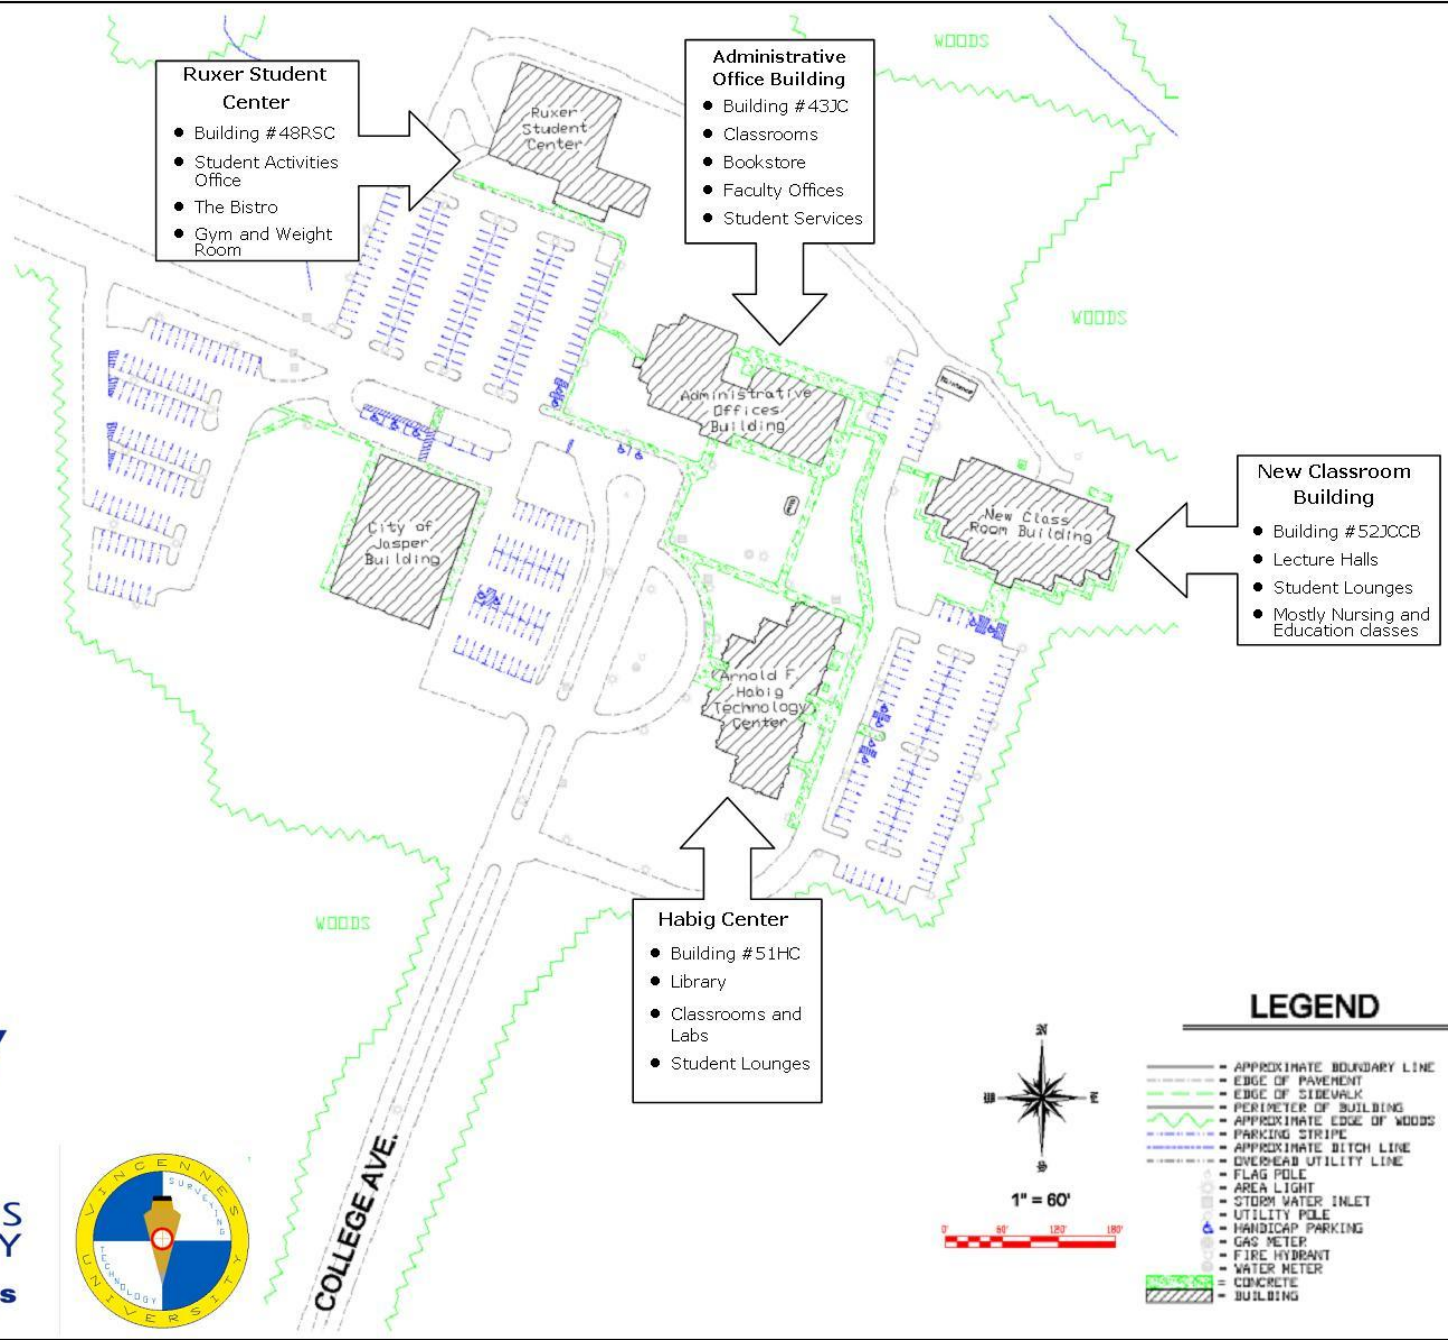 WOODS
Ruxer Student
Center
● Building #48RSC
● Student Activities
Office
● The Bistro
● Gym and Weight
Room
Ruxer
Student
Center
Administrative
Office Building
● Building #43JC
● Classrooms
● Bookstore
● Faculty Offices
● Student Services
WOODS
Administrative
Offices
Building
New Classroom
Building
● Building #52JCCB
● Lecture Halls
● Student Lounges
● Mostly Nursing and
Education classes
New Class
Room Building
City of
Jasper
Building
Arnold F.
Habig
Technology
Center
WOODS
Habig Center
● Building #51HC
● Library
● Classrooms and
Labs
● Student Lounges
COLLEGE AVE.
Y
S
Y
s
VINCENNES
UNIVERSITY
SURVEYING
TECHNOLOGY
N
E
S
W
1" = 60'
0' 60' 120' 180'
LEGEND
= APPROXIMATE BOUNDARY LINE
= EDGE OF PAVEMENT
= EDGE OF SIDEWALK
= PERIMETER OF BUILDING
= APPROXIMATE EDGE OF WOODS
= PARKING STRIPE
= APPROXIMATE DITCH LINE
= OVERHEAD UTILITY LINE
= FLAG POLE
= AREA LIGHT
= STORM WATER INLET
= UTILITY POLE
= HANDICAP PARKING
= GAS METER
= FIRE HYDRANT
= WATER METER
= CONCRETE
= BUILDING